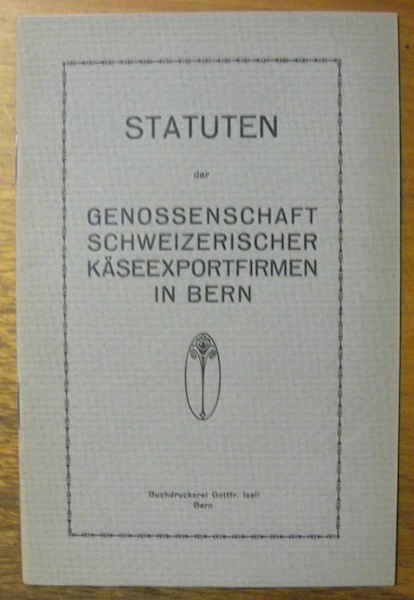 STATUTEN
der
GENOSSENSCHAFT
SCHWEIZERISCHER
KÄSEEXPORTFIRMEN
IN BERN
Buchdruckerei Gottfr. Iseli
Bern